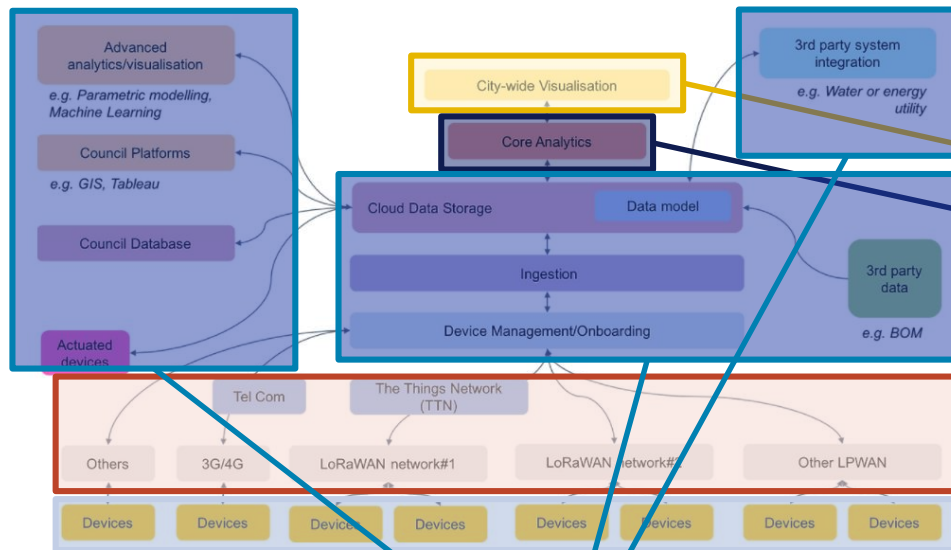 Advanced
analytics/visualisation
e.g. Parametric modelling,
Machine Learning
Council Platforms
e.g. GIS, Tableau
Council Database
Actuated
devices
City-wide Visualisation
Core Analytics
Cloud Data Storage
Data model
Ingestion
Device Management/Onboarding
3rd party system
integration
e.g. Water or energy
utility
3rd party
data
e.g. BOM
Tel Com
The Things Network
(TTN)
Others
3G/4G
LoRaWAN network#1
LoRaWAN network#2
Other LPWAN
Devices
Devices
Devices
Devices
Devices
Devices
Devices
Devices